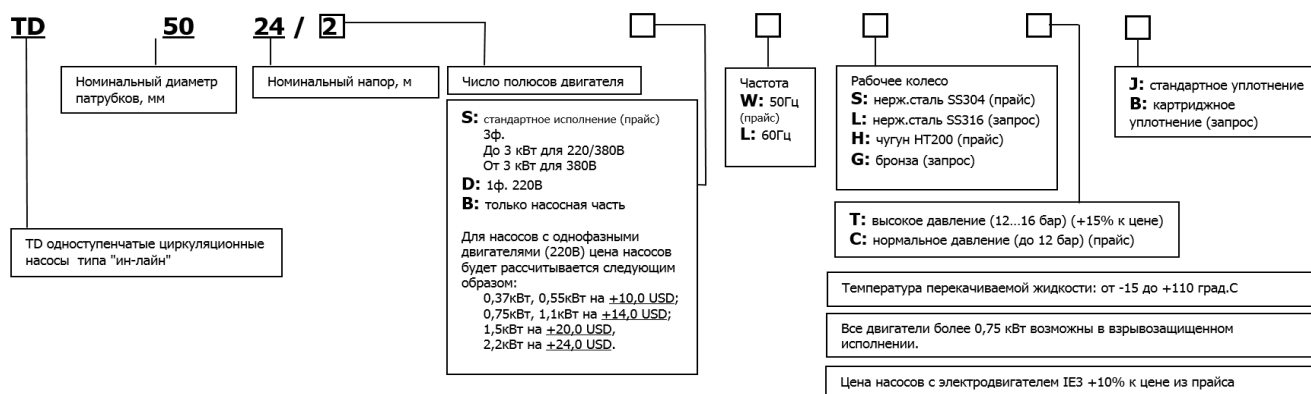 TD 50 24 / 2
Номинальный диаметр
патрубков, мм
Номинальный напор, м
Число полюсов двигателя
S: стандартное исполнение (прайс)
3ф.
До 3 кВт для 220/380В
От 3 кВт для 380В
D: 1ф. 220В
B: только насосная часть
Для насосов с однофазными
двигателями (220В) цена насосов
будет рассчитывается следующим
образом:
0,37кВт, 0,55кВт на +10,0 USD;
0,75кВт, 1,1кВт на +14,0 USD;
1,5кВт на +20,0 USD,
2,2кВт на +24,0 USD.
Частота
W: 50Гц
(прайс)
L: 60Гц
Рабочее колесо
S: нерж.сталь SS304 (прайс)
L: нерж.сталь SS316 (запрос)
H: чугун HT200 (прайс)
G: бронза (запрос)
J: стандартное уплотнение
B: картриджное
уплотнение (запрос)
T: высокое давление (12...16 бар) (+15% к цене)
C: нормальное давление (до 12 бар) (прайс)
TD одноступенчатые циркуляционные
насосы типа "ин-лайн"
Температура перекачиваемой жидкости: от -15 до +110 град.С
Все двигатели более 0,75 кВт возможны в взрывозащищенном
исполнении.
Цена насосов с электродвигателем IE3 +10% к цене из прайса